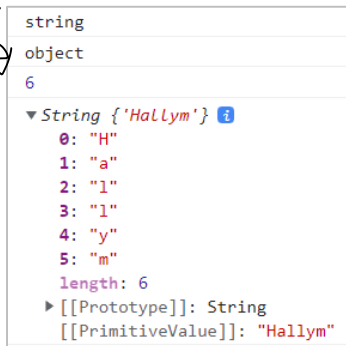 string
object
6
String {'Hallym'} i
0: "H"
1: "a"
2: "l"
3: "l"
4: "y"
5: "m"
length: 6
[[Prototype]]: String
[[PrimitiveValue]]: "Hallym"